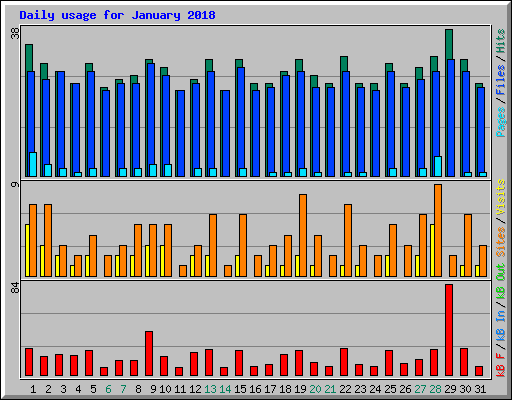 Daily usage for January 2018
38
Pages / Files / Hits
9
Sites / Visits
84
kB F / kB In / kB Out
1 2 3 4 5 6 7 8 9 10 11 12 13 14 15 16 17 18 19 20 21 22 23 24 25 26 27 28 29 30 31